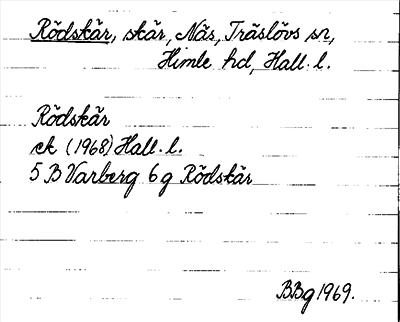 Rödskär, skär, Näs, Träslövs sn,
Himle hd, Hall. l.
Rödskär
ek (1968) Hall. l.
5 B Varberg 6 g Rödskär
BBg 1969.